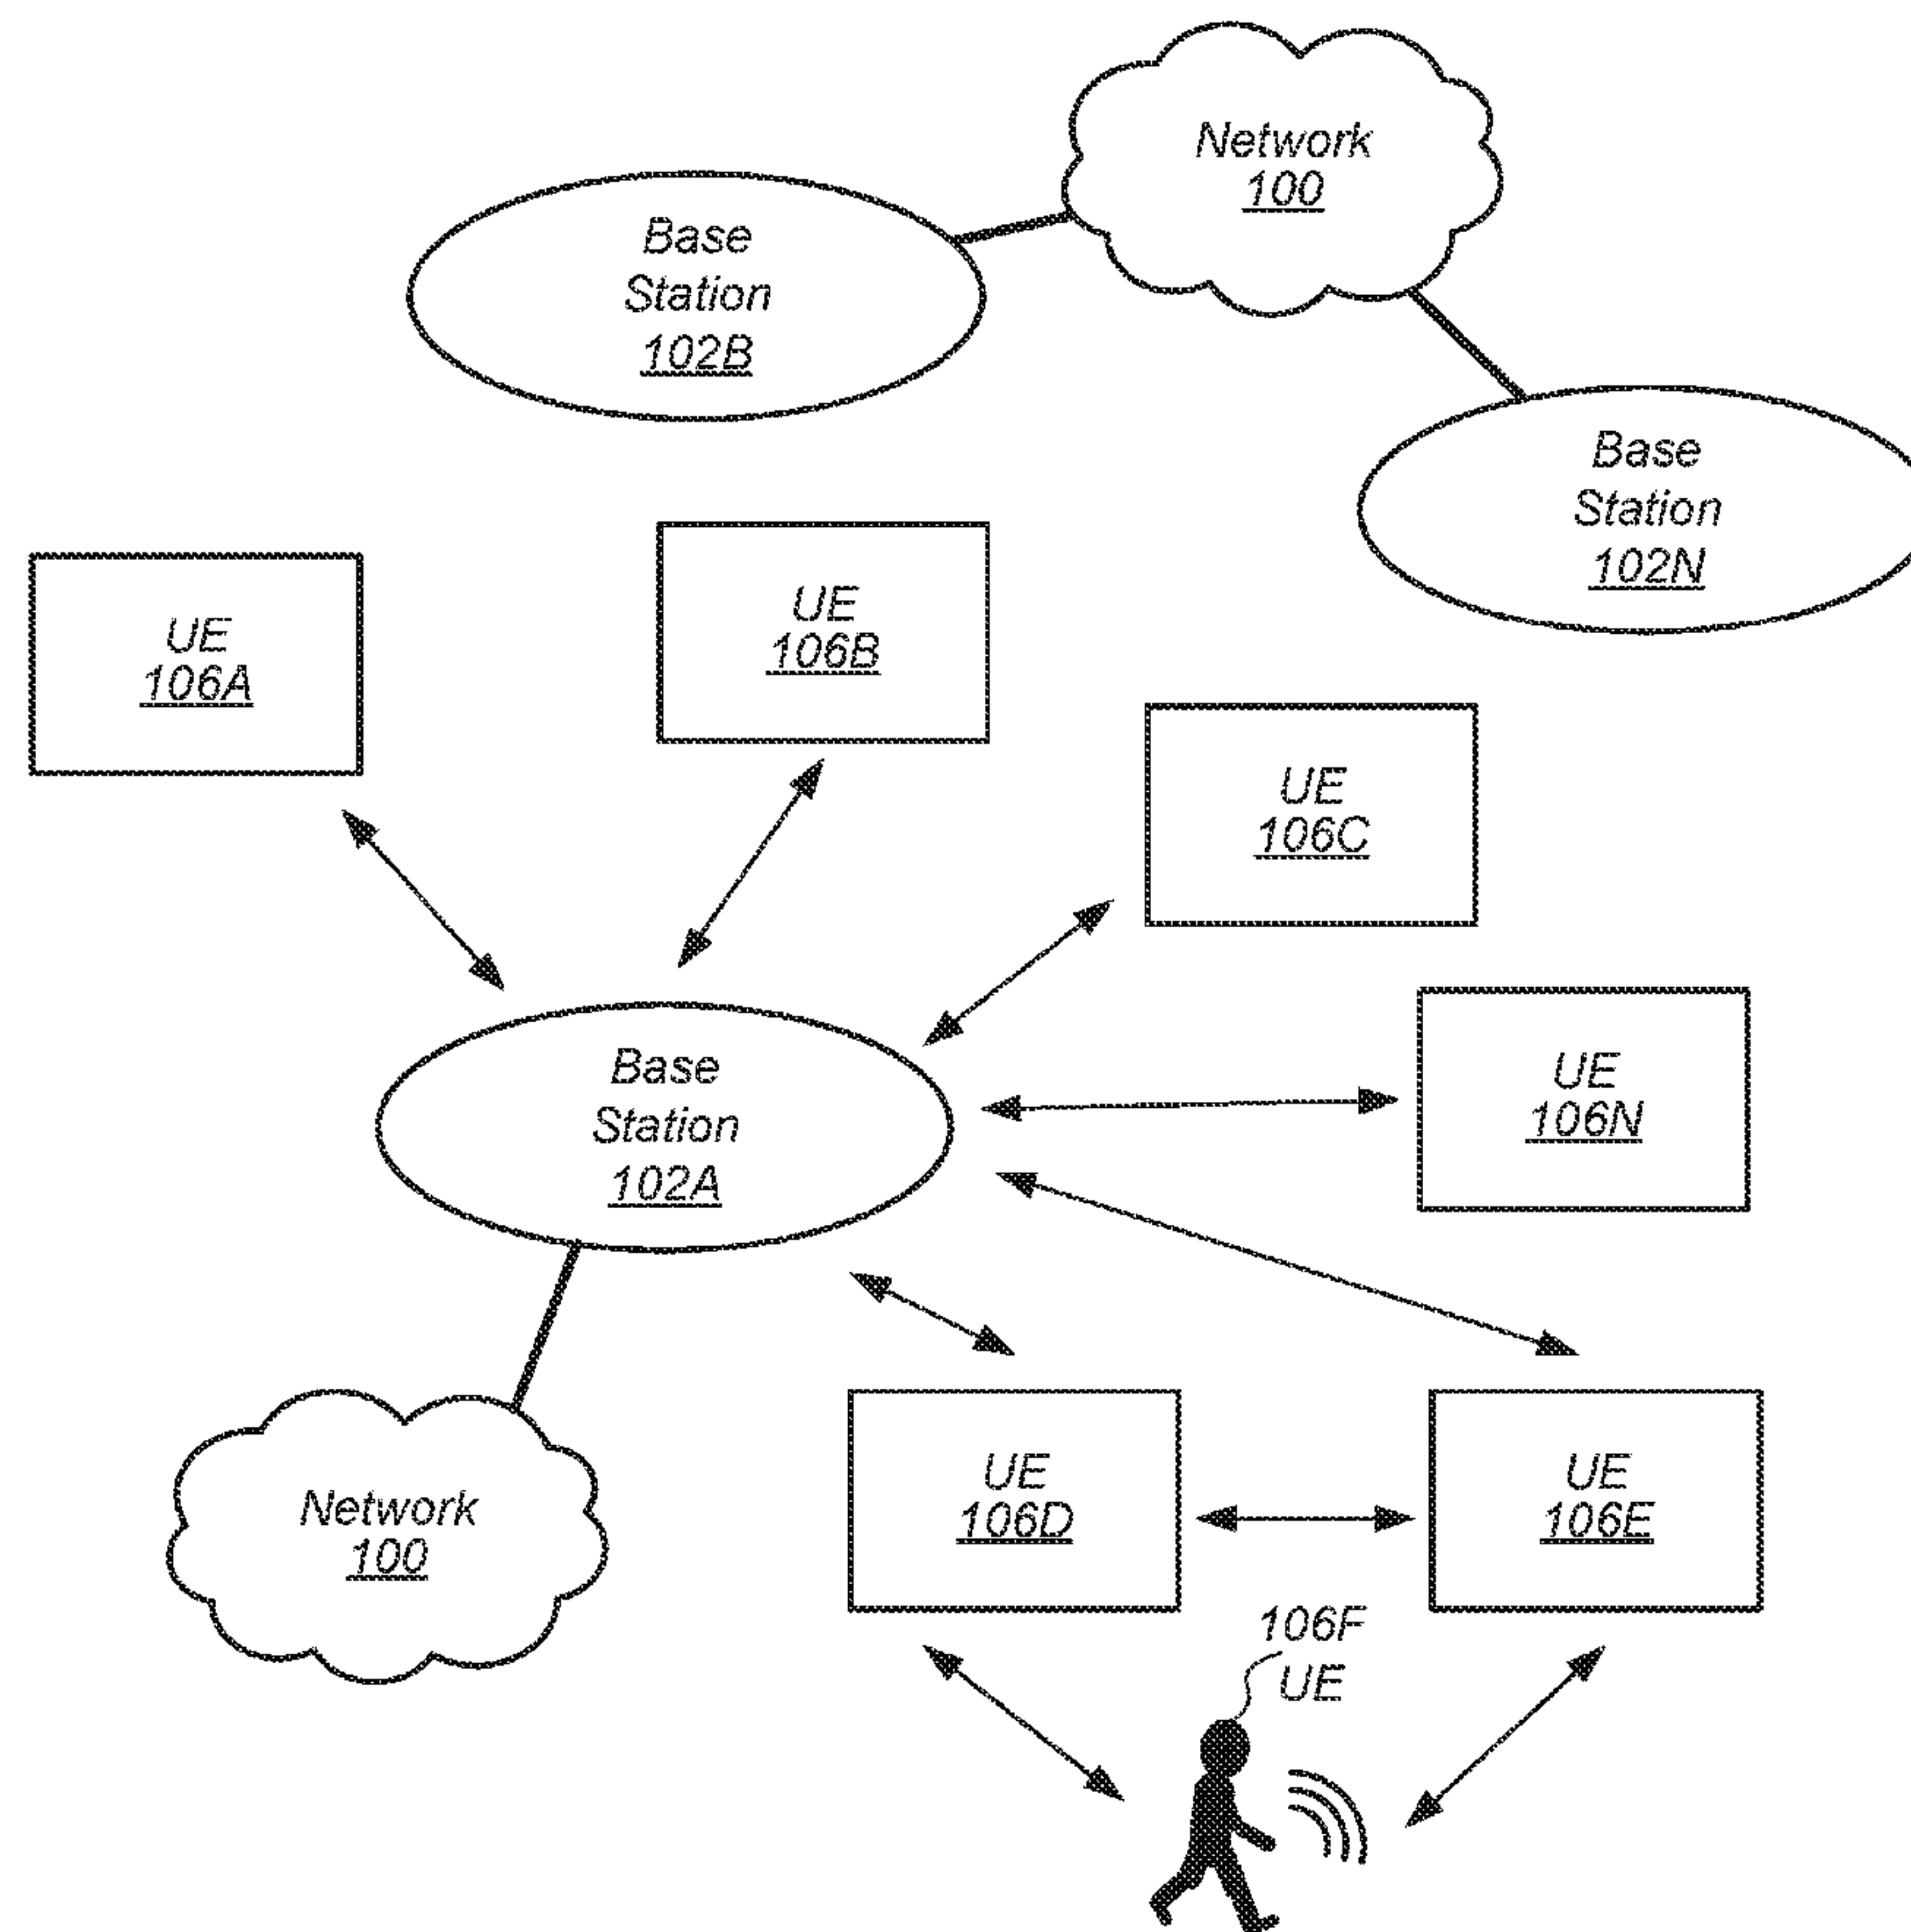 Network
100
Base
Station
102B
Base
Station
102N
UE
106A
UE
106B
UE
106C
Base
Station
102A
UE
106N
Network
100
UE
106D
UE
106E
106F
UE